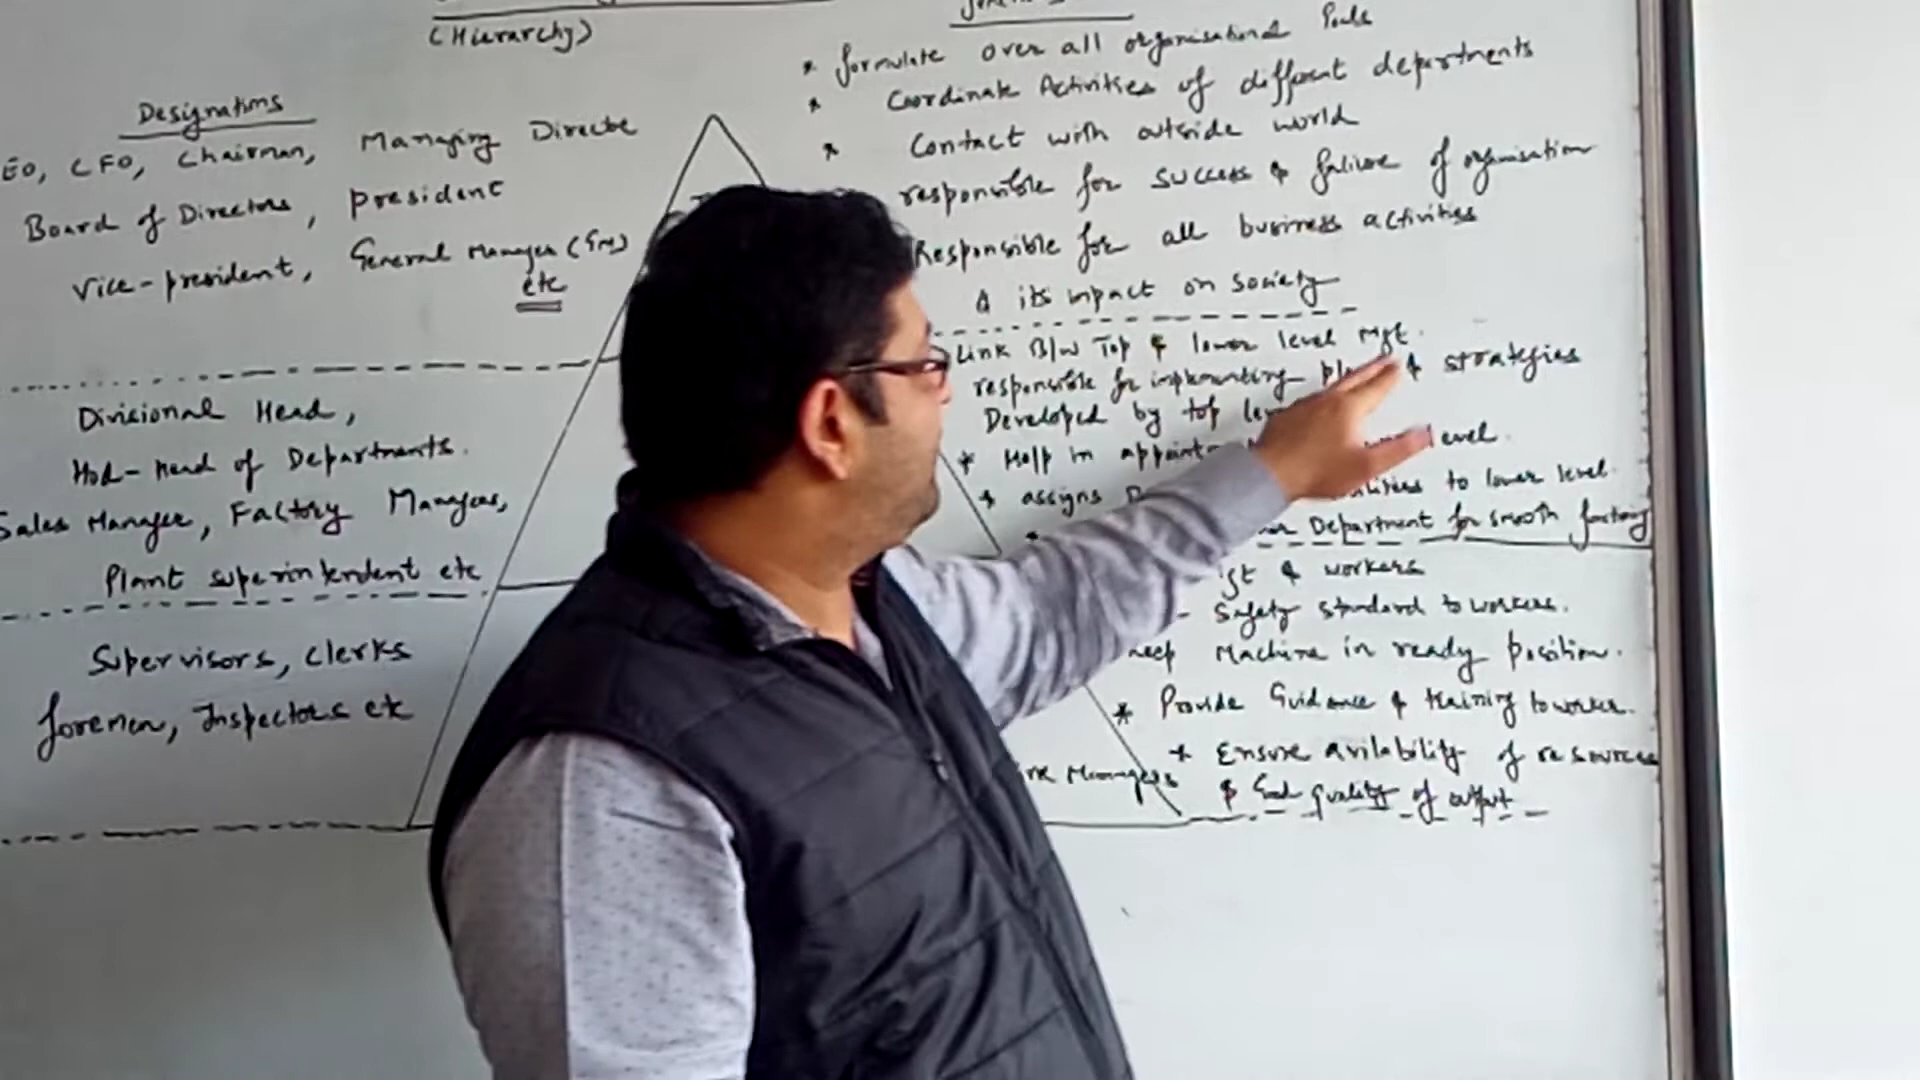 (Hierarchy)
Designations
EO, CFO, Chairman, Managing Directe
Board of Directors, president
Vice-president, General Manager (GM)
etc
Divisional Head,
Hod-Head of Departments.
Sales Manager, Factory Managers,
Plant superintendent etc
Supervisors, Clerks
foremen, Inspectors etc
* formulate over all organisational
* Coordinate Activities of different departments
* Contact with outside world
responsible for success & failure of organisation
Responsible for all business activities
& its impact on society
Link B/w Top & lower level Mgt.
responsible for implementing & strategies
Developed by top
* Help in level.
* assigns to lower level.
* Department for smooth
& workers
- Safety standard to workers.
Machine in ready position.
* Provide Guidance & training to worker.
* Ensure avilability of resources
Managers
& Good quality of output